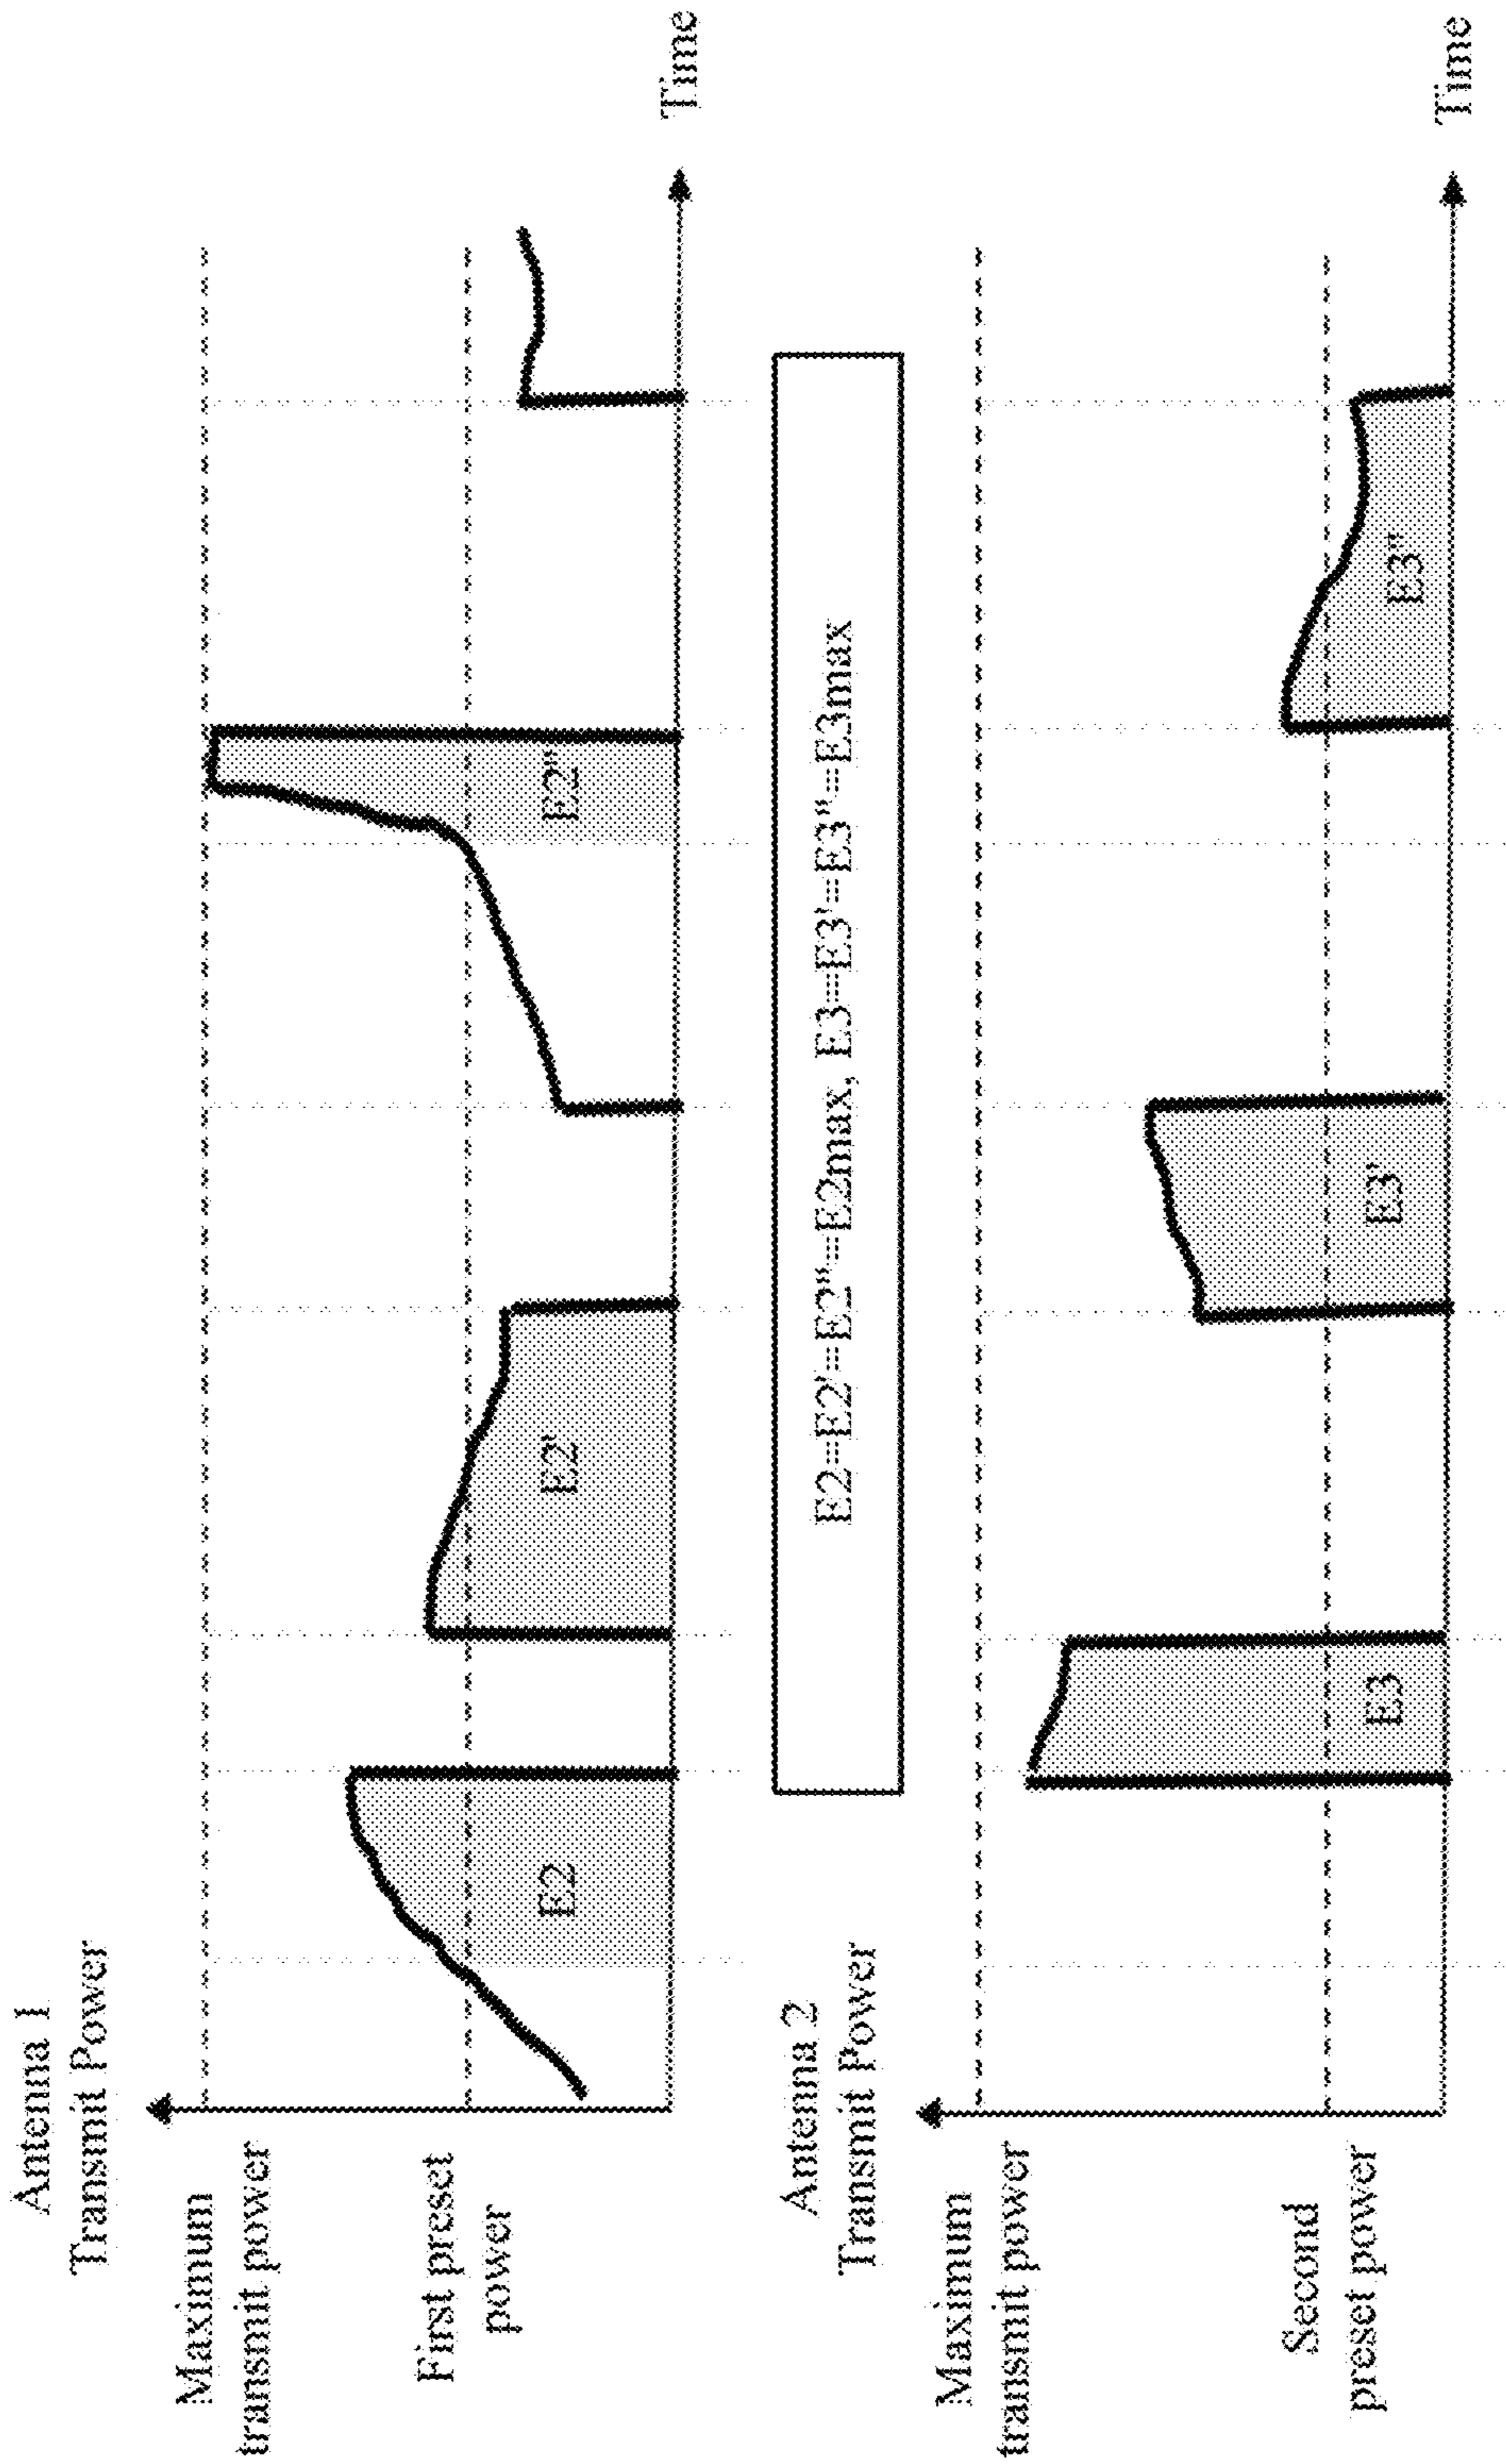 Antenna 1
Transmit Power
Maximum
transmit power
First preset
power
E2
E2'
E2"
Time
E2=E2'=E2"=E2max, E3=E3'=E3"=E3max
Antenna 2
Transmit Power
Maximum
transmit power
Second
preset power
E3
E3'
E3"
Time